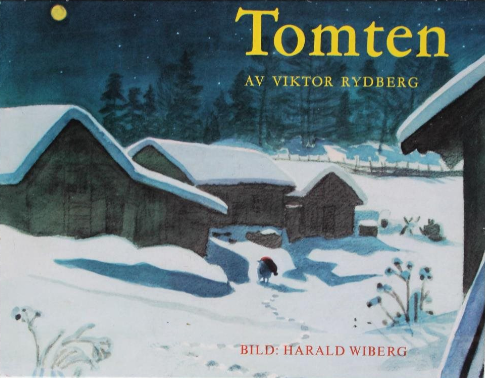 Tomten
AV VIKTOR RYDBERG
BILD: HARALD WIBERG